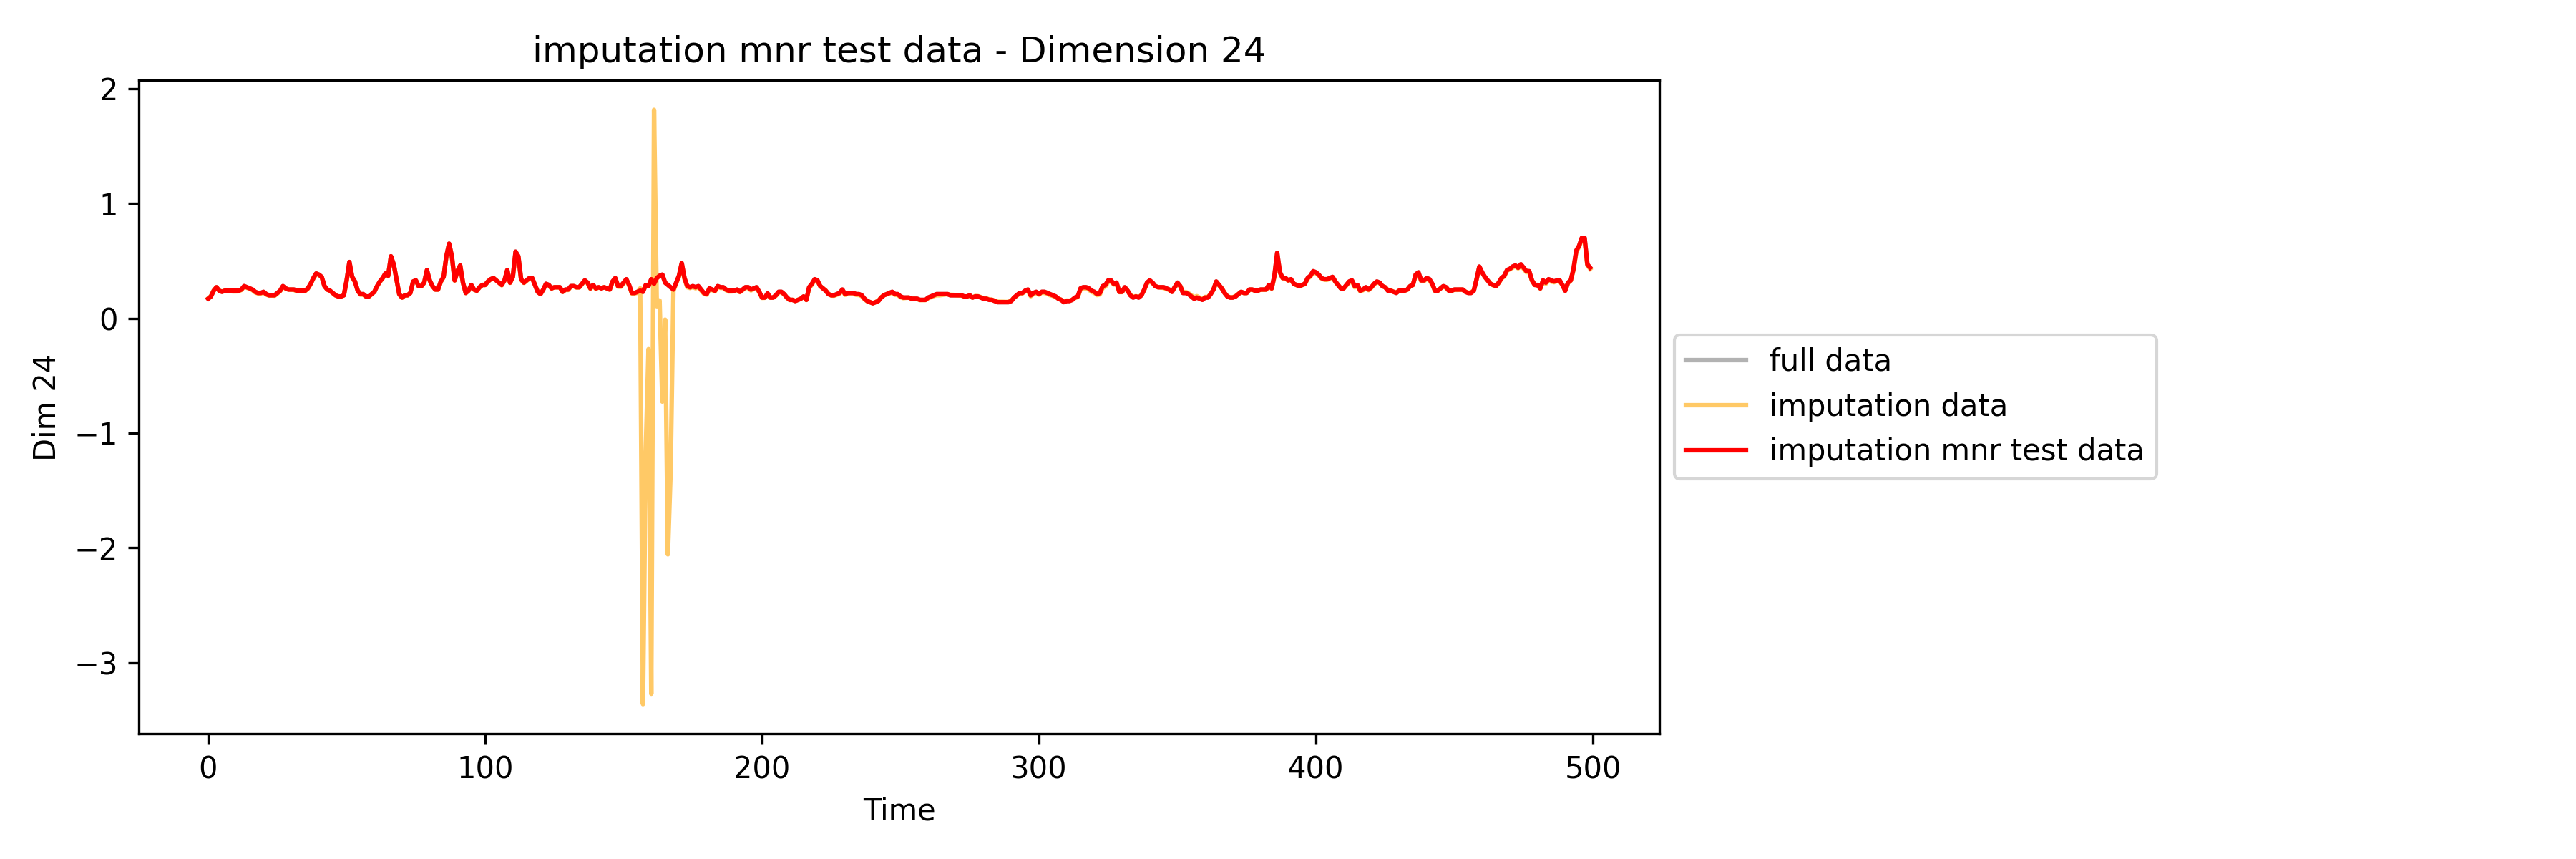 imputation mnr test data - Dimension 24
2
1
0
−1
−2
−3
Dim 24
0 100 200 300 400 500
Time
full data
imputation data
imputation mnr test data